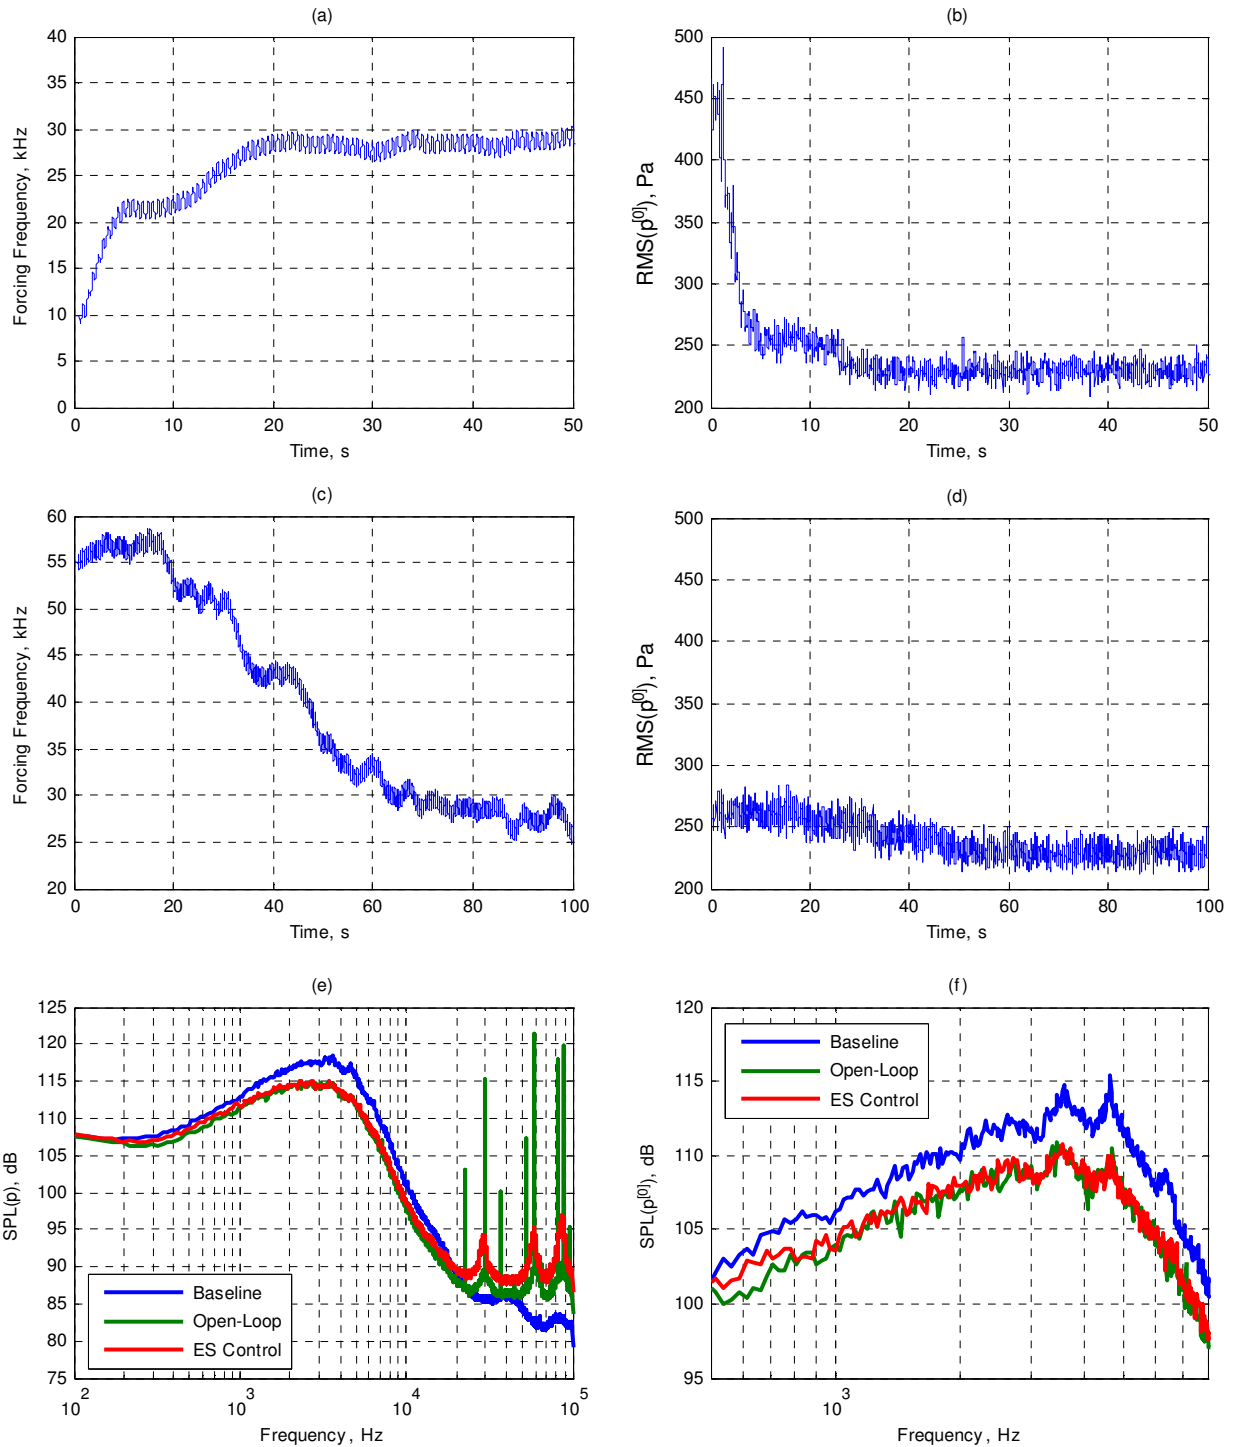 (a)
40
35
30
25
20
15
10
5
0
Forcing Frequency, kHz
0 10 20 30 40 50
Time, s
(b)
500
450
400
350
300
250
200
RMS(p[0]), Pa
0 10 20 30 40 50
Time, s
(c)
60
55
50
45
40
35
30
25
20
Forcing Frequency, kHz
0 20 40 60 80 100
Time, s
(d)
500
450
400
350
300
250
200
RMS(p[0]), Pa
0 20 40 60 80 100
Time, s
(e)
125
120
115
110
105
100
95
90
85
80
75
SPL(p), dB
Baseline
Open-Loop
ES Control
10^2 10^3 10^4 10^5
Frequency, Hz
(f)
120
115
110
105
100
95
SPL(p[0]), dB
Baseline
Open-Loop
ES Control
10^3
Frequency, Hz